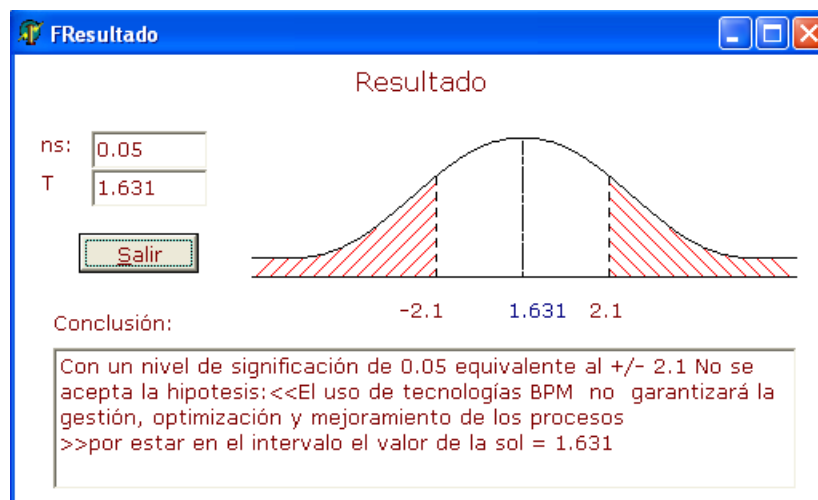 FResultado
Resultado
ns: 0.05
T 1.631
Salir
-2.1 1.631 2.1
Conclusión:
Con un nivel de significación de 0.05 equivalente al +/- 2.1 No se
acepta la hipotesis:<<El uso de tecnologías BPM no garantizará la
gestión, optimización y mejoramiento de los procesos
>>por estar en el intervalo el valor de la sol = 1.631